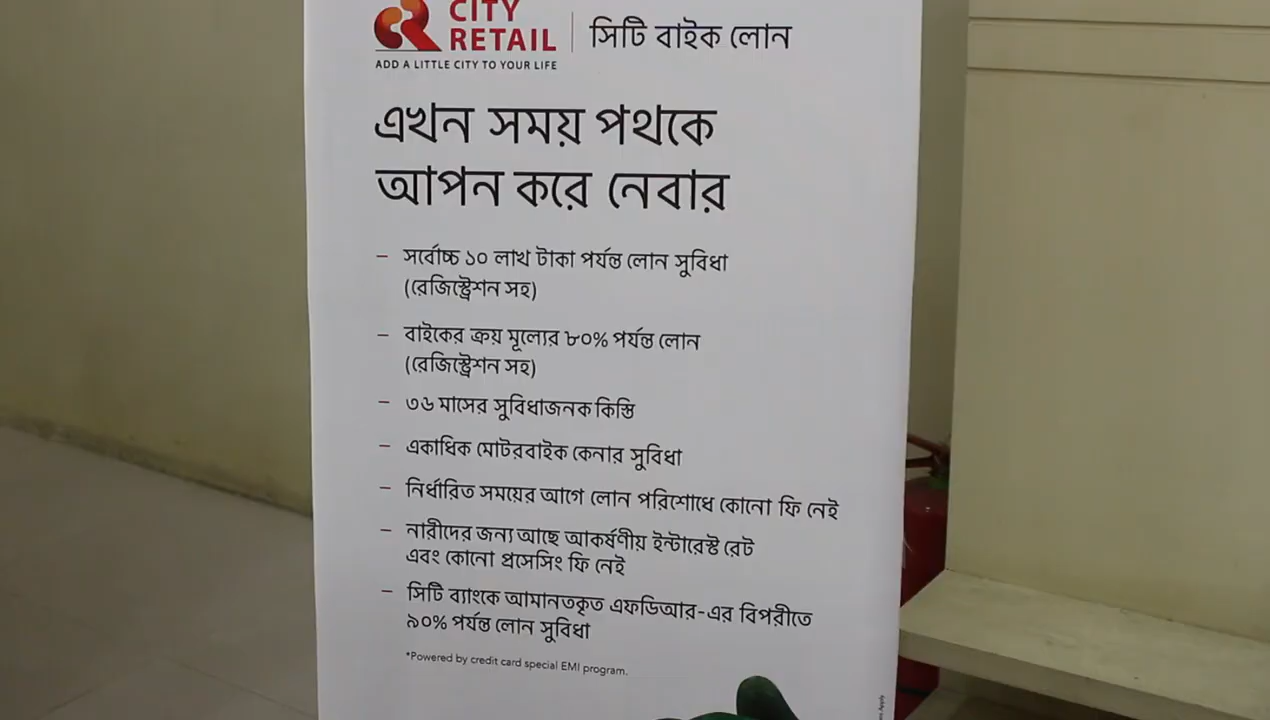 CITY
RETAIL
সিটি বাইক লোন
ADD A LITTLE CITY TO YOUR LIFE
এখন সময় পথকে
আপন করে নেবার
– সর্বোচ্চ ১০ লাখ টাকা পর্যন্ত লোন সুবিধা
(রেজিস্ট্রেশন সহ)
– বাইকের ক্রয় মূল্যের ৮০% পর্যন্ত লোন
(রেজিস্ট্রেশন সহ)
– ৩৬ মাসের সুবিধাজনক কিস্তি
– একাধিক মোটরবাইক কেনার সুবিধা
– নির্ধারিত সময়ের আগে লোন পরিশোধে কোনো ফি নেই
– নারীদের জন্য আছে আকর্ষণীয় ইন্টারেস্ট রেট
এবং কোনো প্রসেসিং ফি নেই
– সিটি ব্যাংকে আমানতকৃত এফডিআর-এর বিপরীতে
৯০% পর্যন্ত লোন সুবিধা
*Powered by credit card special EMI program.